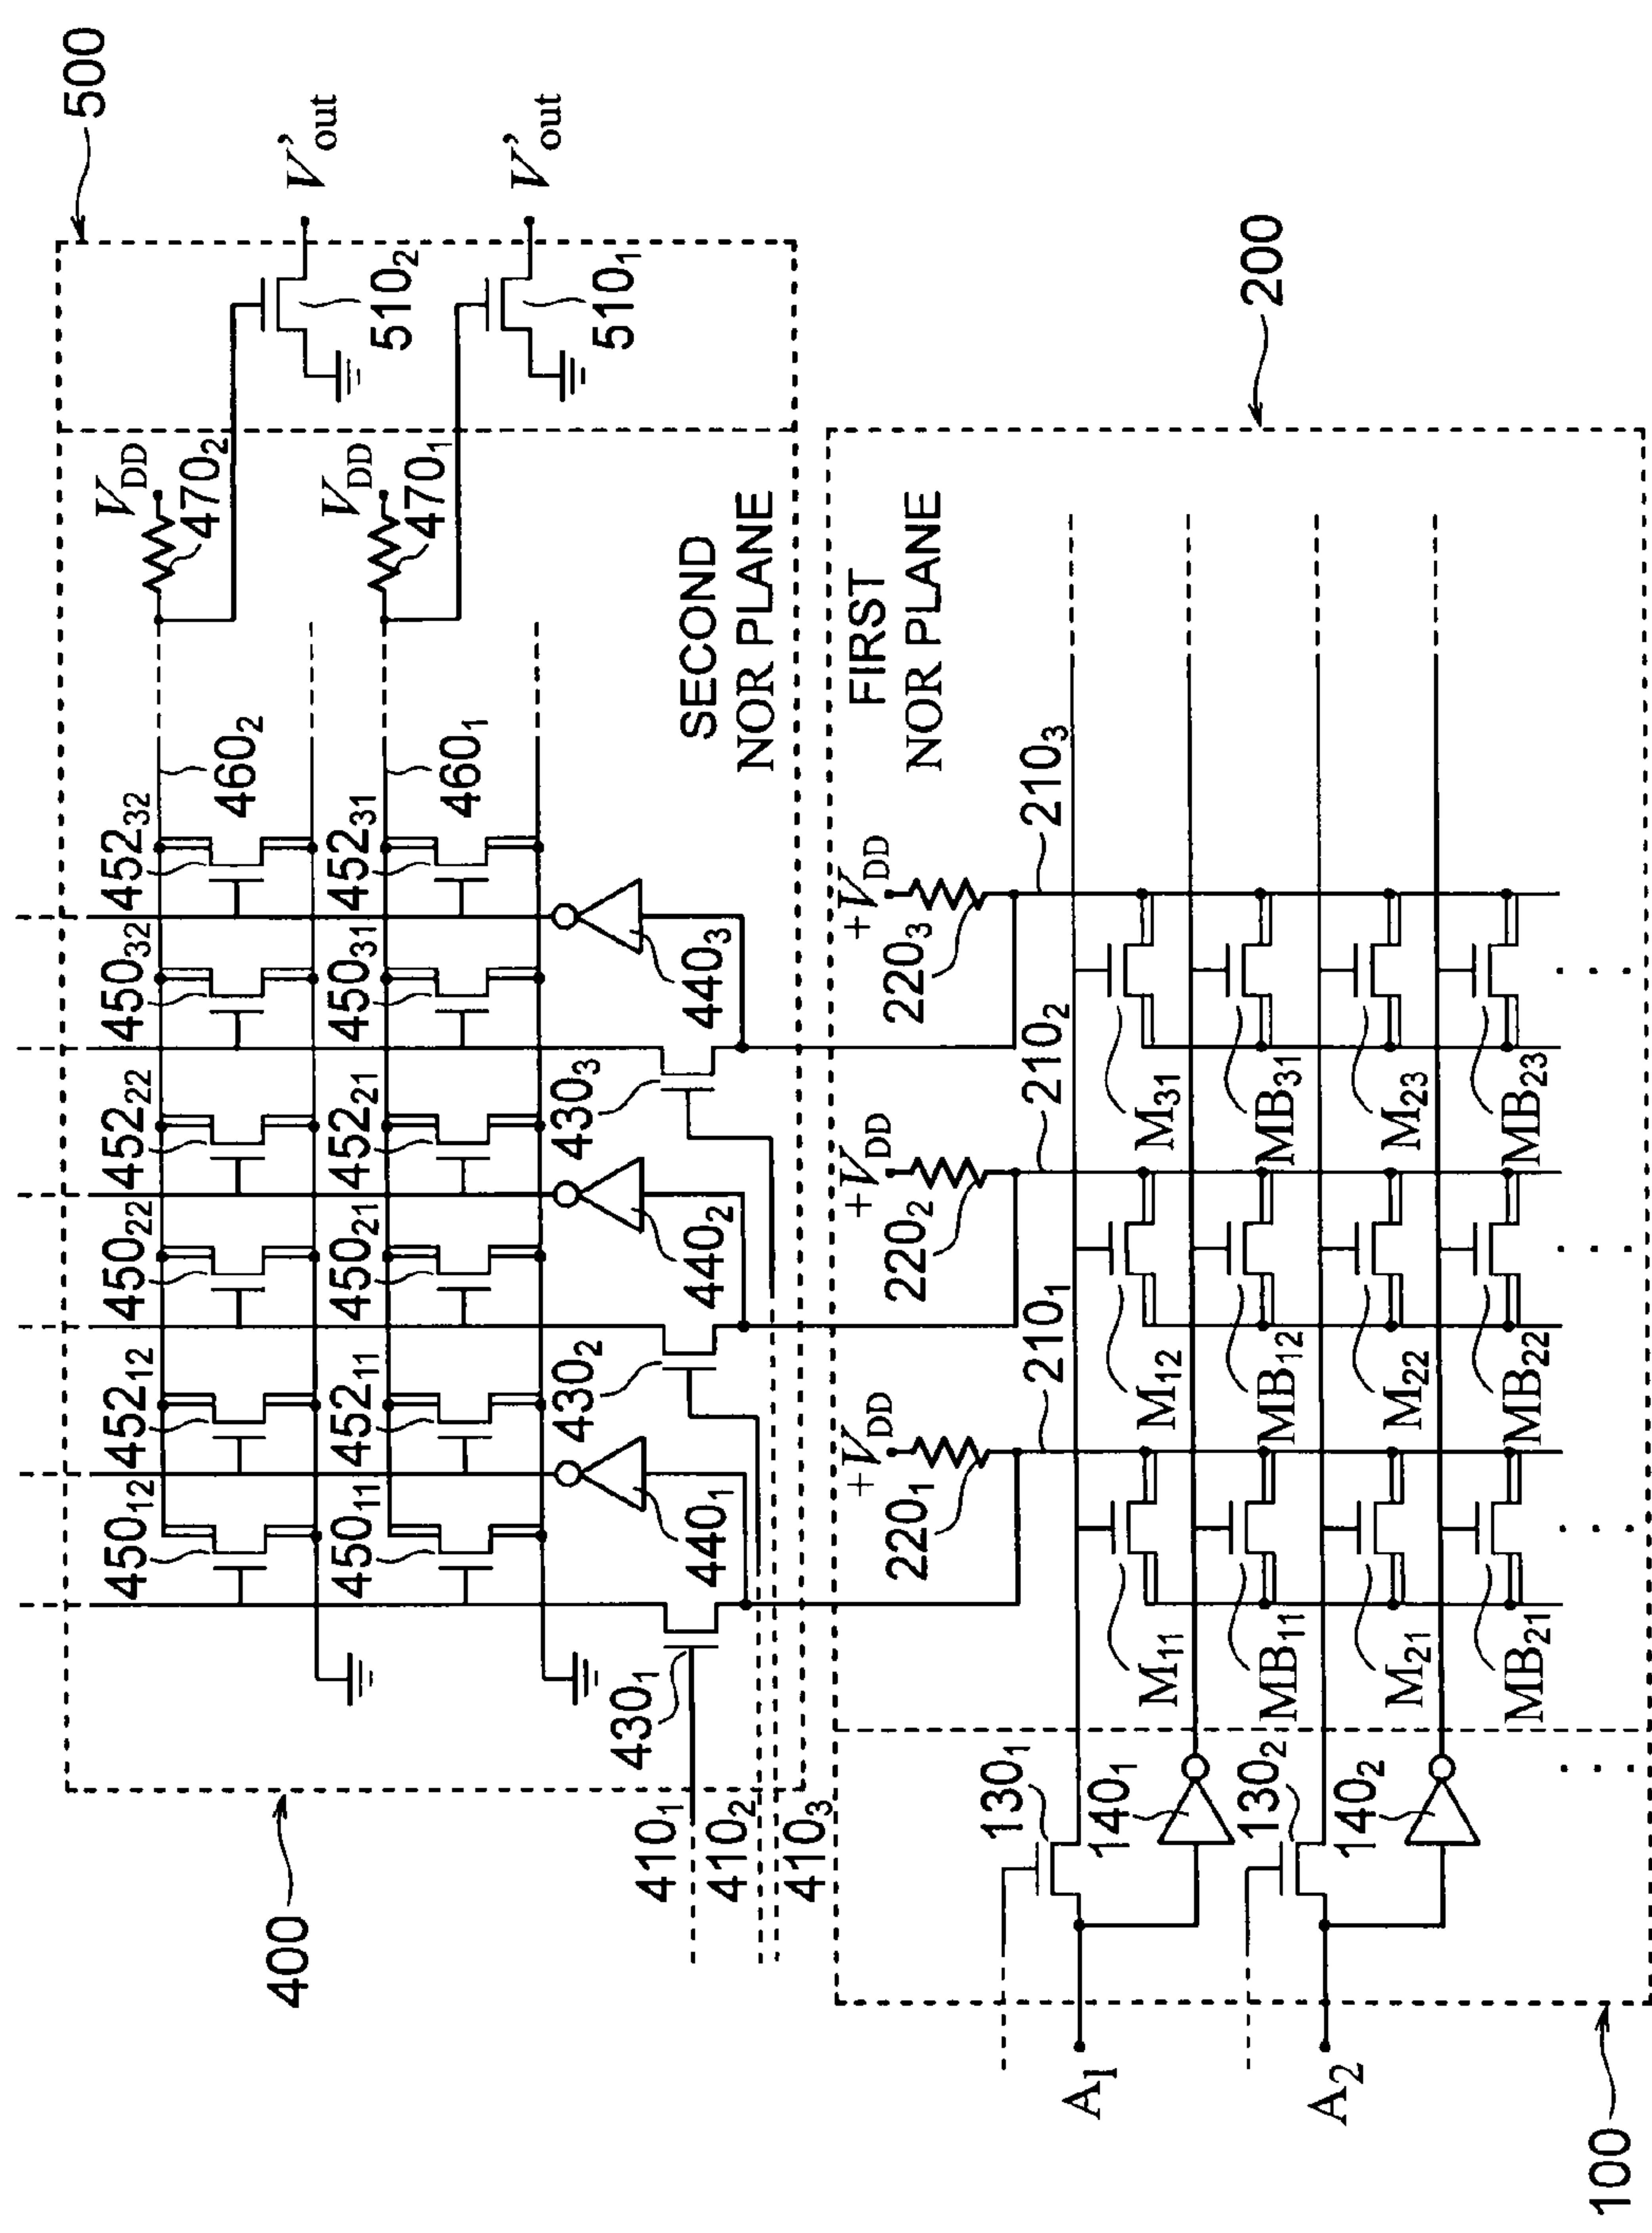 500
V'out
V'out
510₂
510₁
VDD
470₂
VDD
470₁
SECOND
NOR PLANE
460₂
460₁
450₁₂
452₁₂
450₂₂
452₂₂
450₃₂
452₃₂
450₁₁
452₁₁
450₂₁
452₂₁
450₃₁
452₃₁
430₁
440₁
430₂
440₂
430₃
440₃
400
410₁
410₂
410₃
200
FIRST
NOR PLANE
+VDD
220₁
210₁
+VDD
220₂
210₂
+VDD
220₃
210₃
M₁₁
M₁₂
M₃₁
MB₁₁
MB₁₂
MB₃₁
M₂₁
M₂₂
M₂₃
MB₂₁
MB₂₂
MB₂₃
130₁
140₁
130₂
140₂
A₁
A₂
100